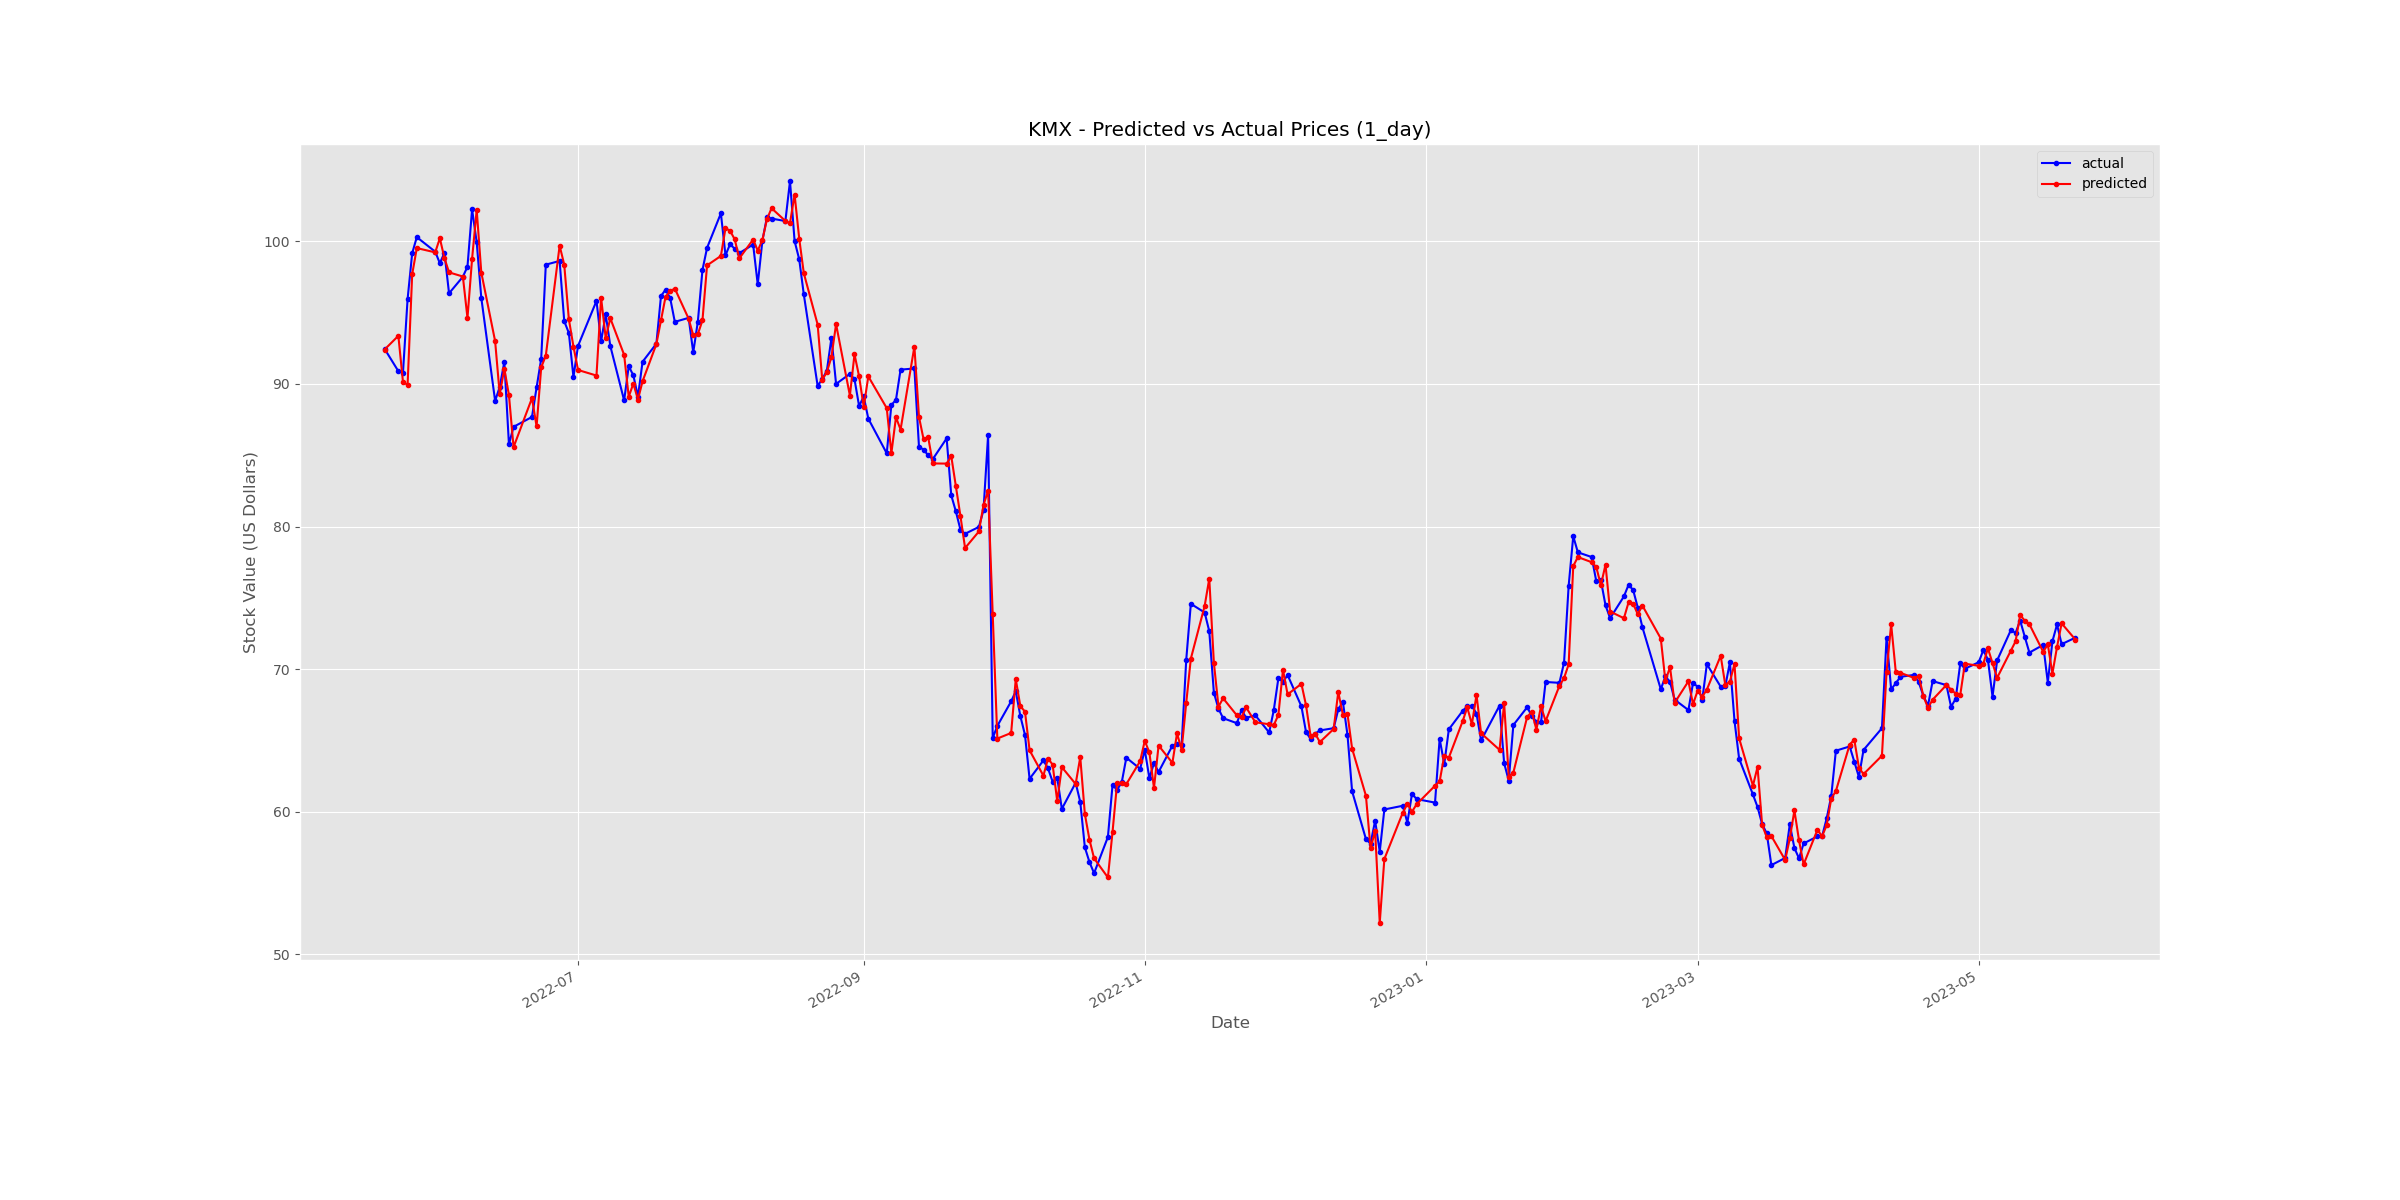 KMX - Predicted vs Actual Prices (1_day)
actual
predicted
Stock Value (US Dollars)
100
90
80
70
60
50
2022-07
2022-09
2022-11
2023-01
2023-03
2023-05
Date